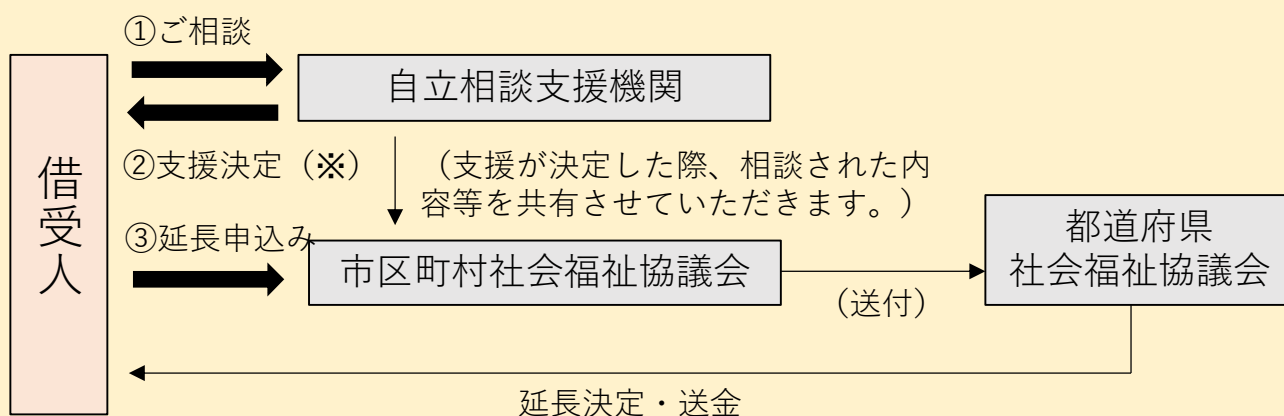 ①ご相談
自立相談支援機関
借受人
②支援決定（※）
（支援が決定した際、相談された内
容等を共有させていただきます。）
③延長申込み
市区町村社会福祉協議会
（送付）
都道府県
社会福祉協議会
延長決定・送金